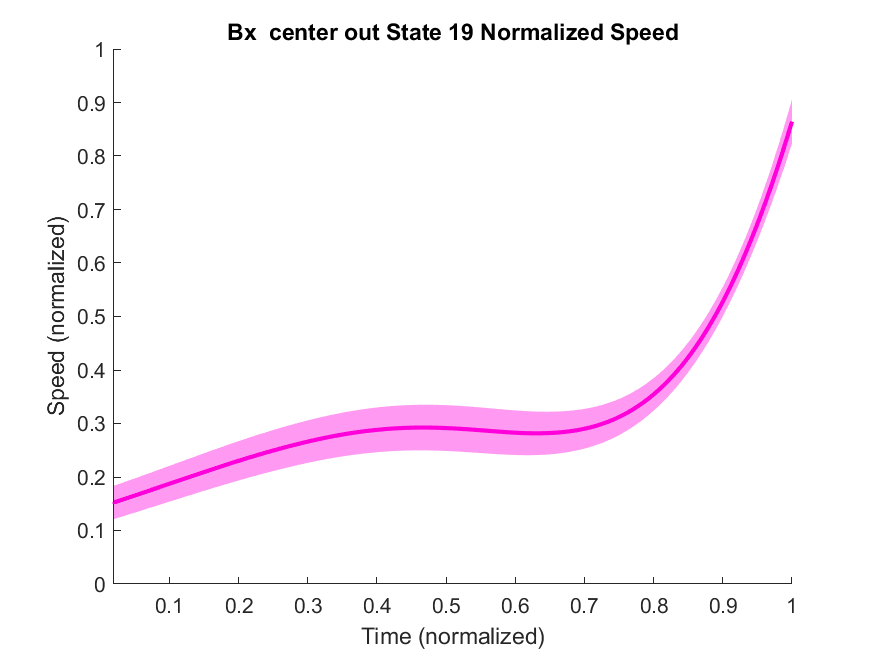 Bx  center out State 19 Normalized Speed
1
0.9
0.8
0.7
0.6
0.5
0.4
0.3
0.2
0.1
0
Speed (normalized)
0.1 0.2 0.3 0.4 0.5 0.6 0.7 0.8 0.9 1
Time (normalized)